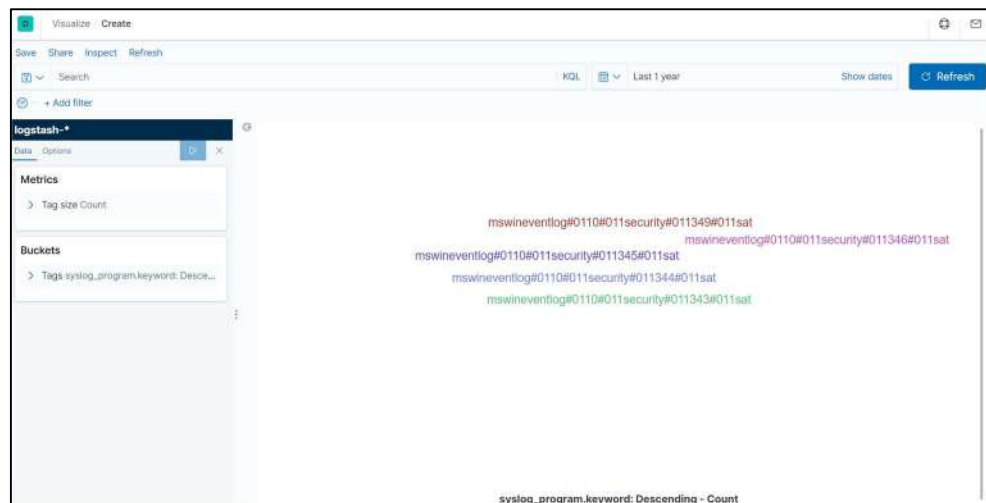 D Visualize Create
Save Share Inspect Refresh
Search KQL Last 1 year Show dates Refresh
+ Add filter
logstash-*
Data Options
Metrics
Tag size Count
Buckets
Tags syslog_program.keyword: Desce...
mswineventlog#0110#011security#011349#011sat
mswineventlog#0110#011security#011346#011sat
mswineventlog#0110#011security#011345#011sat
mswineventlog#0110#011security#011344#011sat
mswineventlog#0110#011security#011343#011sat
syslog_program.keyword: Descending - Count